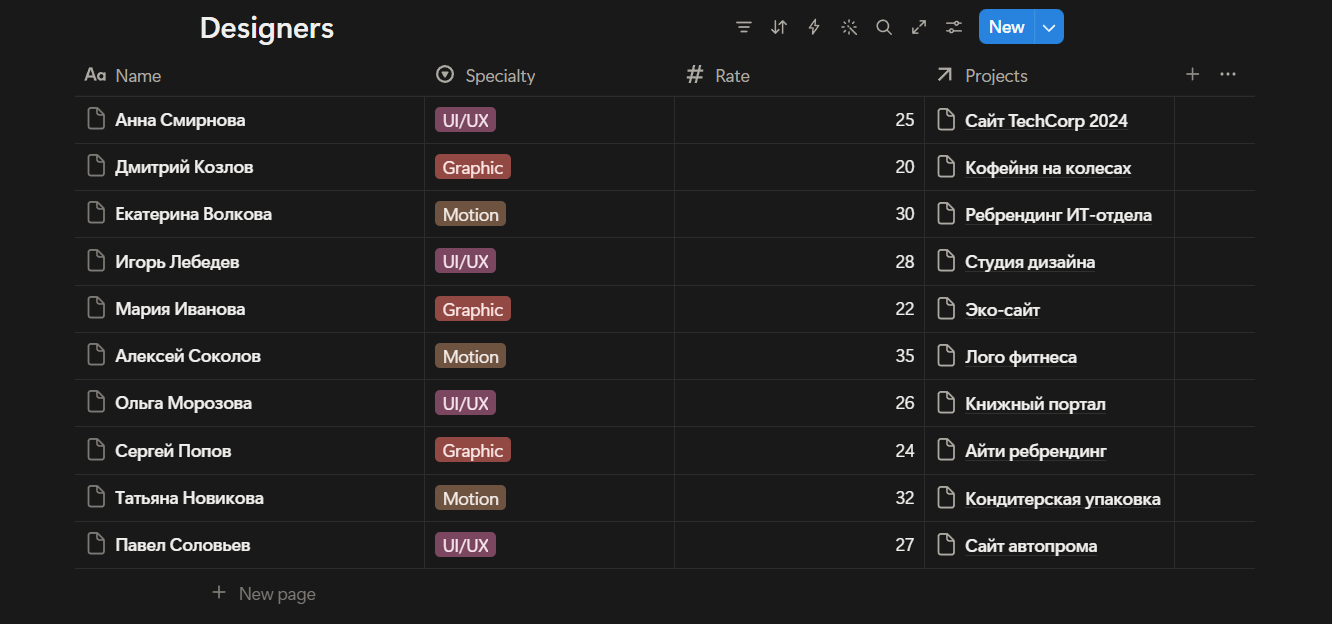 Designers
New
Aa Name Specialty # Rate Projects
Анна Смирнова UI/UX 25 Сайт TechCorp 2024
Дмитрий Козлов Graphic 20 Кофейня на колесах
Екатерина Волкова Motion 30 Ребрендинг ИТ-отдела
Игорь Лебедев UI/UX 28 Студия дизайна
Мария Иванова Graphic 22 Эко-сайт
Алексей Соколов Motion 35 Лого фитнеса
Ольга Морозова UI/UX 26 Книжный портал
Сергей Попов Graphic 24 Айти ребрендинг
Татьяна Новикова Motion 32 Кондитерская упаковка
Павел Соловьев UI/UX 27 Сайт автопрома
+ New page